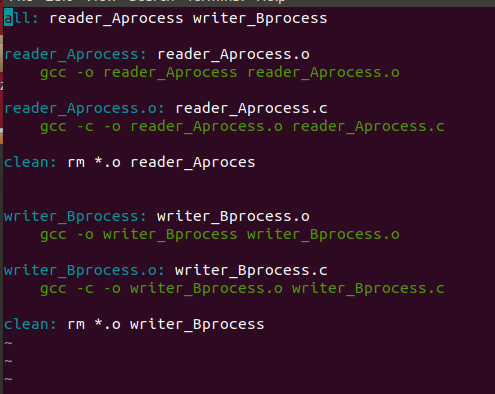 all: reader_Aprocess writer_Bprocess
reader_Aprocess: reader_Aprocess.o
gcc -o reader_Aprocess reader_Aprocess.o
reader_Aprocess.o: reader_Aprocess.c
gcc -c -o reader_Aprocess.o reader_Aprocess.c
clean: rm *.o reader_Aproces
writer_Bprocess: writer_Bprocess.o
gcc -o writer_Bprocess writer_Bprocess.o
writer_Bprocess.o: writer_Bprocess.c
gcc -c -o writer_Bprocess.o writer_Bprocess.c
clean: rm *.o writer_Bprocess
~
~
~